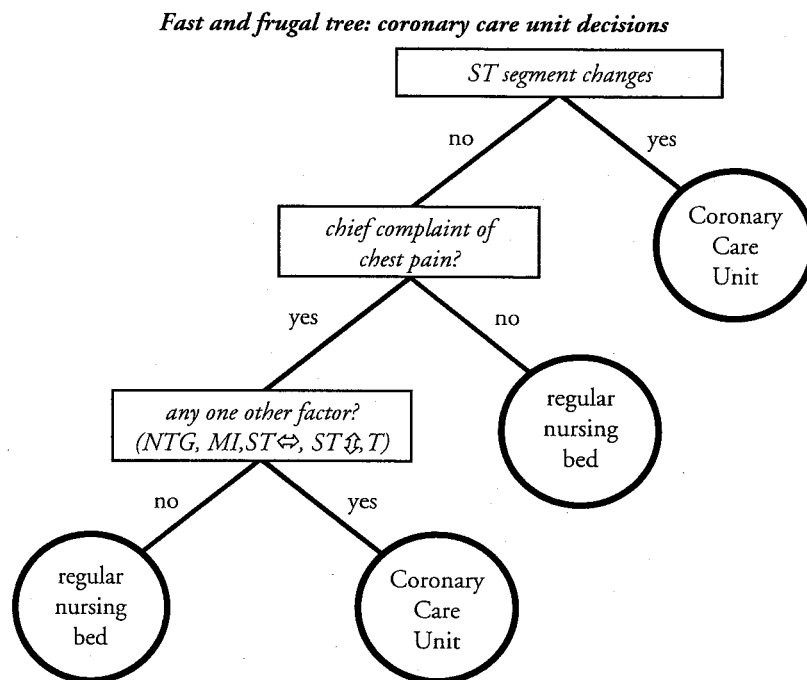 Fast and frugal tree: coronary care unit decisions
ST segment changes
no
yes
Coronary
Care
Unit
chief complaint of
chest pain?
yes
no
regular
nursing
bed
any one other factor?
(NTG, MI,ST⇔, ST⇕,T)
no
yes
regular
nursing
bed
Coronary
Care
Unit